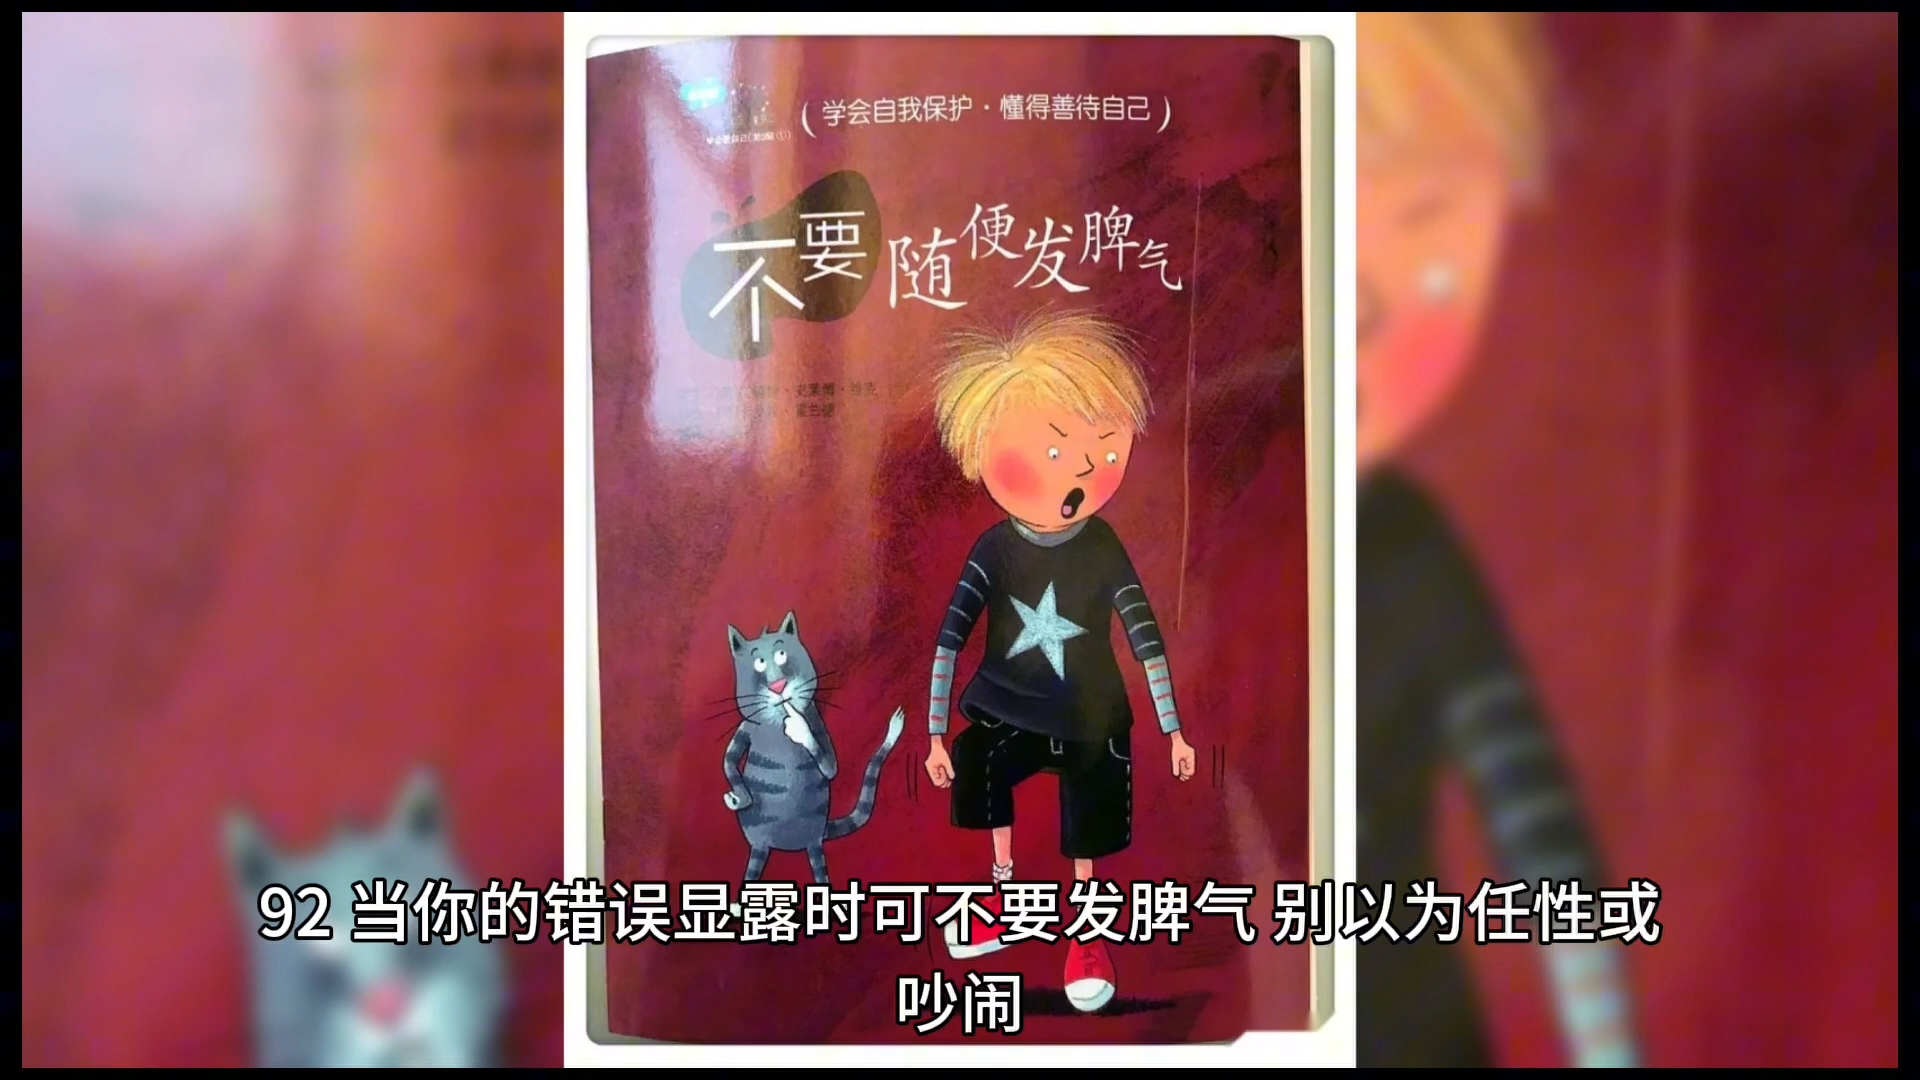 （学会自我保护·懂得善待自己）
不要随便发脾气
92 当你的错误显露时可不要发脾气 别以为任性或
吵闹